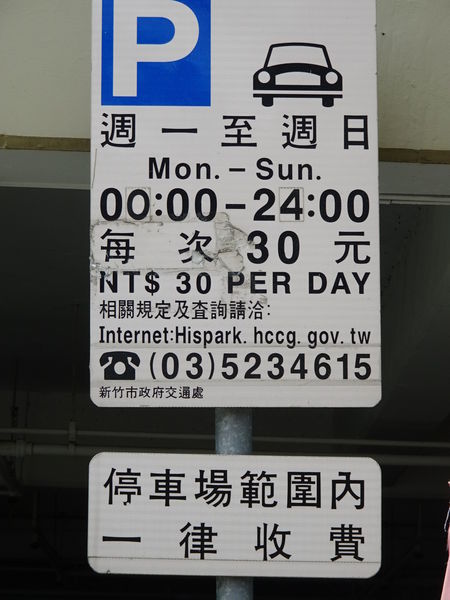 P
週一至週日
Mon. – Sun.
00:00 – 24:00
每次30元
NT$ 30 PER DAY
相關規定及查詢請洽:
Internet:Hispark. hccg. gov. tw
☎(03)5234615
新竹市政府交通處
停車場範圍內
一律收費